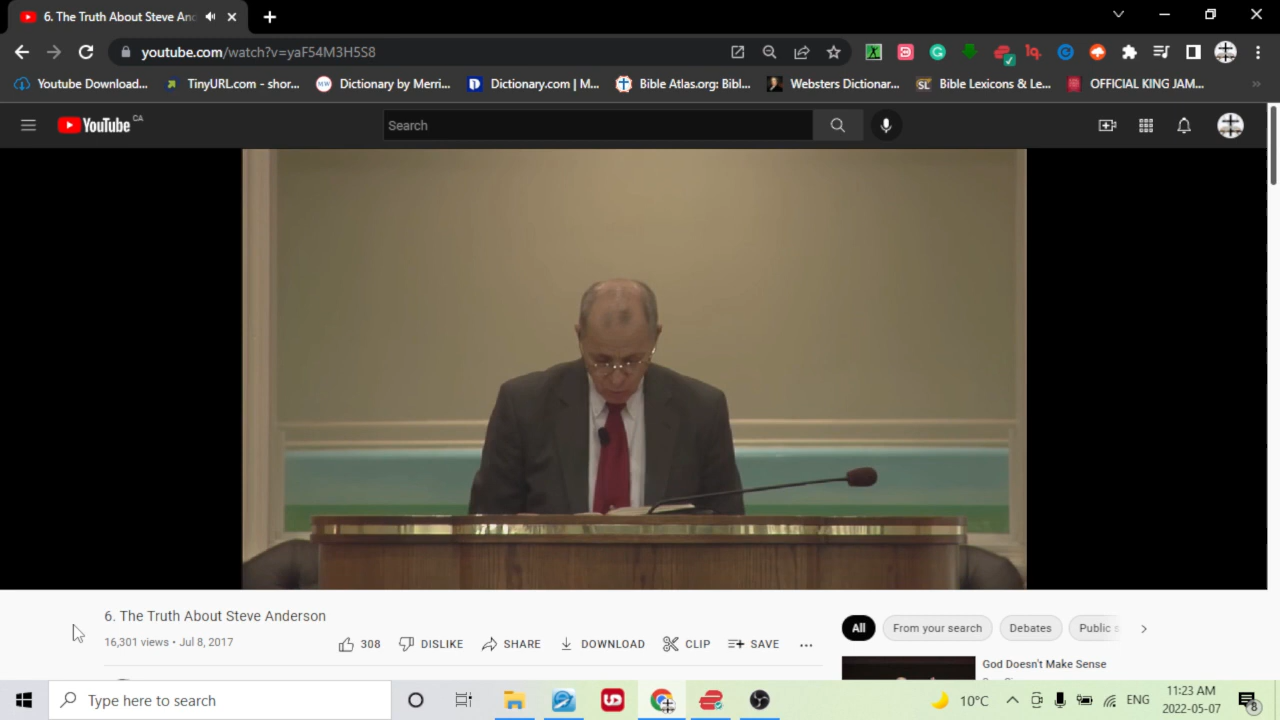 6. The Truth About Steve Anc
youtube.com/watch?v=yaF54M3H5S8
Youtube Download...
TinyURL.com - shor...
Dictionary by Merri...
Dictionary.com | M...
Bible Atlas.org: Bibl...
Websters Dictionar...
Bible Lexicons & Le...
OFFICIAL KING JAM...
YouTube CA
Search
6. The Truth About Steve Anderson
16,301 views • Jul 8, 2017
308
DISLIKE
SHARE
DOWNLOAD
CLIP
SAVE
All
From your search
Debates
Public
God Doesn't Make Sense
Type here to search
10°C
ENG
11:23 AM
2022-05-07
8